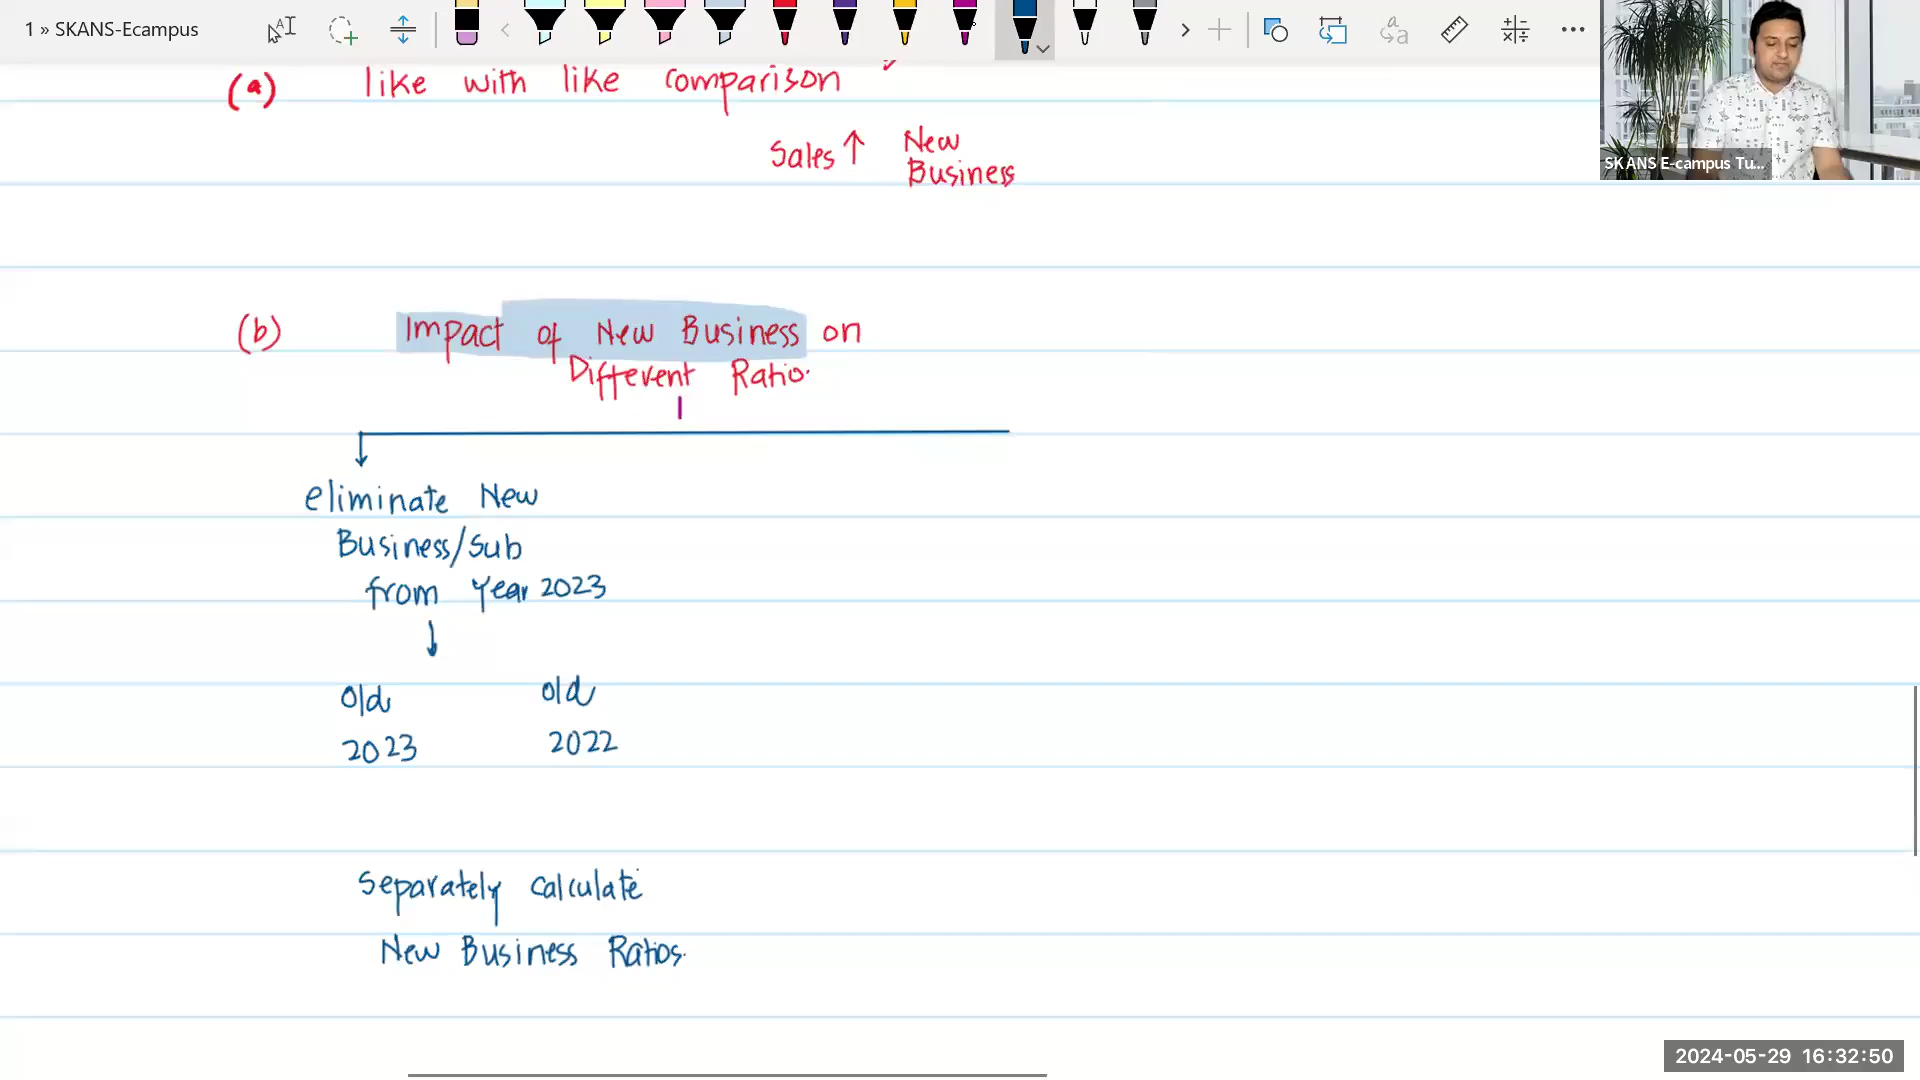 1 » SKANS-Ecampus
(a) like with like comparison
Sales ↑ New
Business
SKANS E-campus Tu...
(b) Impact of New Business on
Different Ratio.
eliminate New
Business/Sub
from Year 2023
Old Old
2023 2022
Separately calculate
New Business Ratios.
2024-05-29 16:32:50